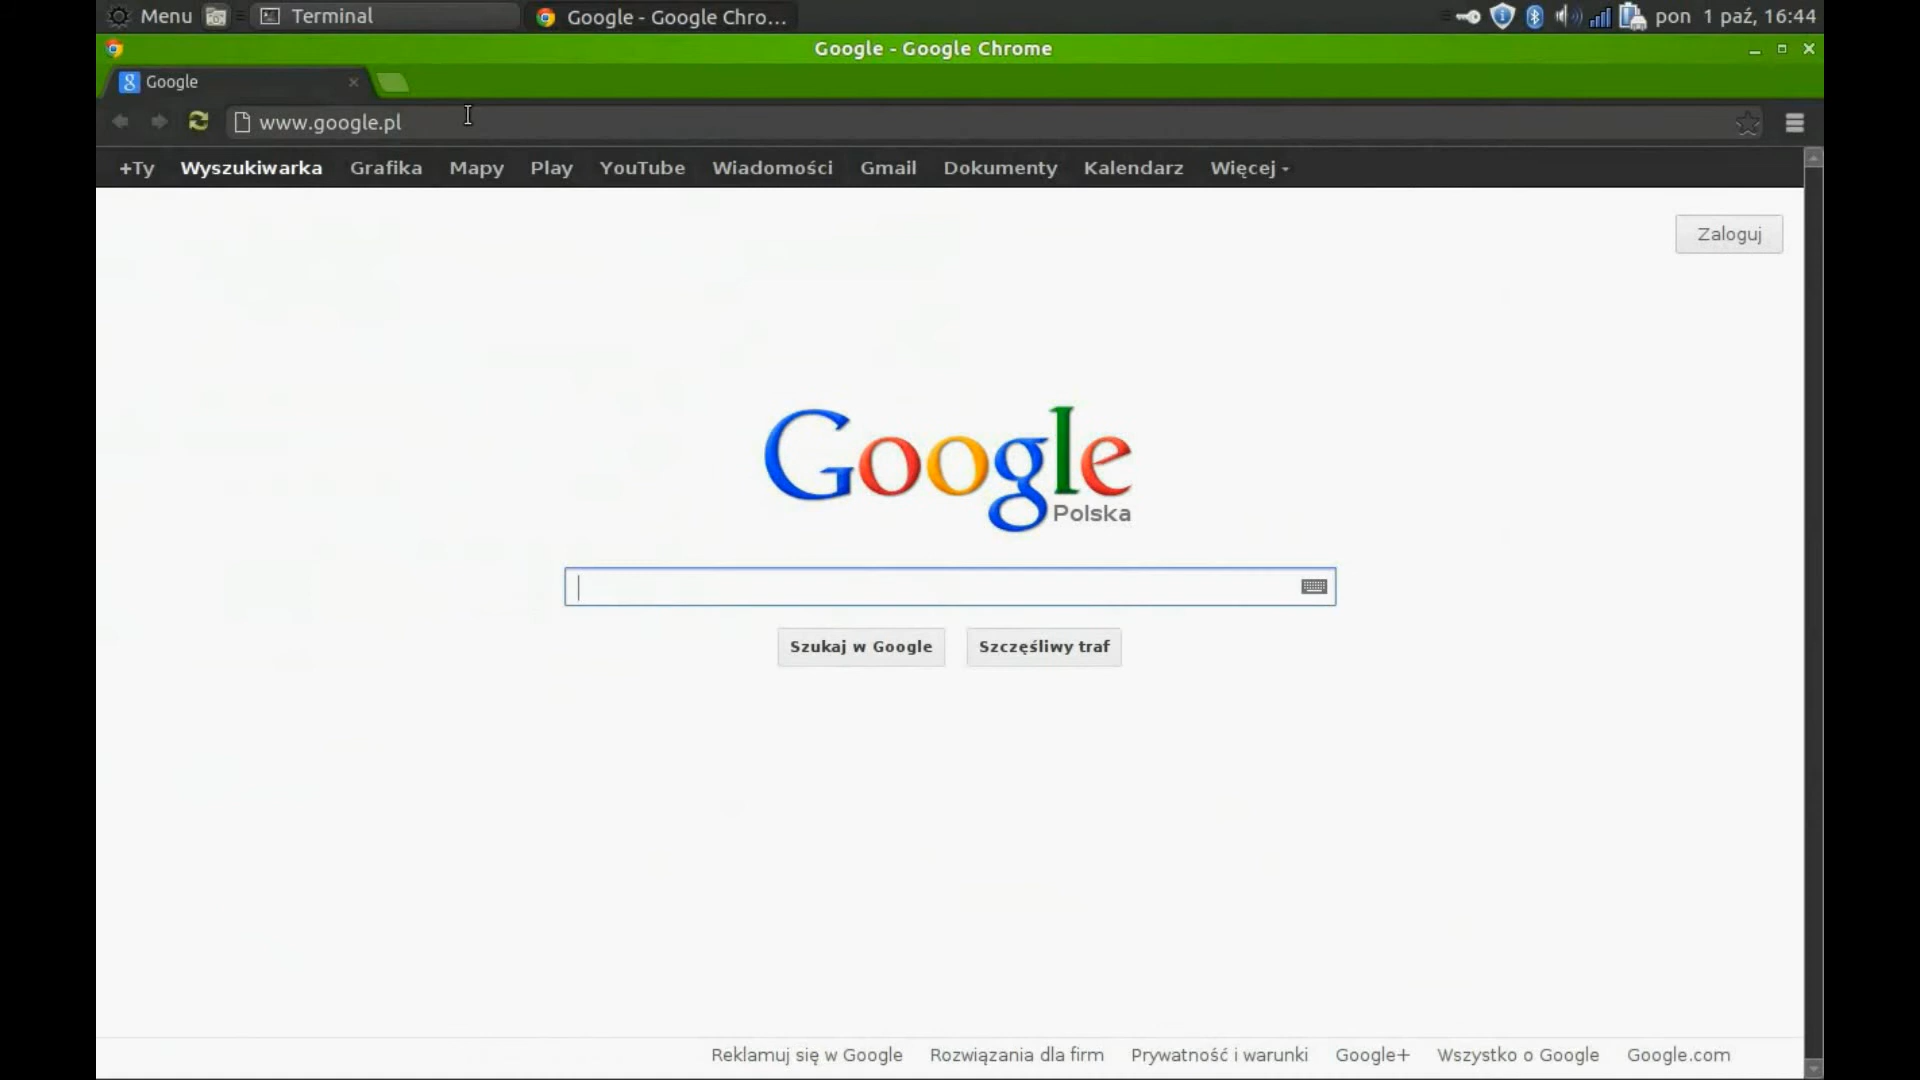 Menu Terminal Google - Google Chro... pon 1 paź, 16:44
Google - Google Chrome
Google
www.google.pl
+Ty Wyszukiwarka Grafika Mapy Play YouTube Wiadomości Gmail Dokumenty Kalendarz Więcej
Zaloguj
Google
Polska
Szukaj w Google Szczęśliwy traf
Reklamuj się w Google Rozwiązania dla firm Prywatność i warunki Google+ Wszystko o Google Google.com